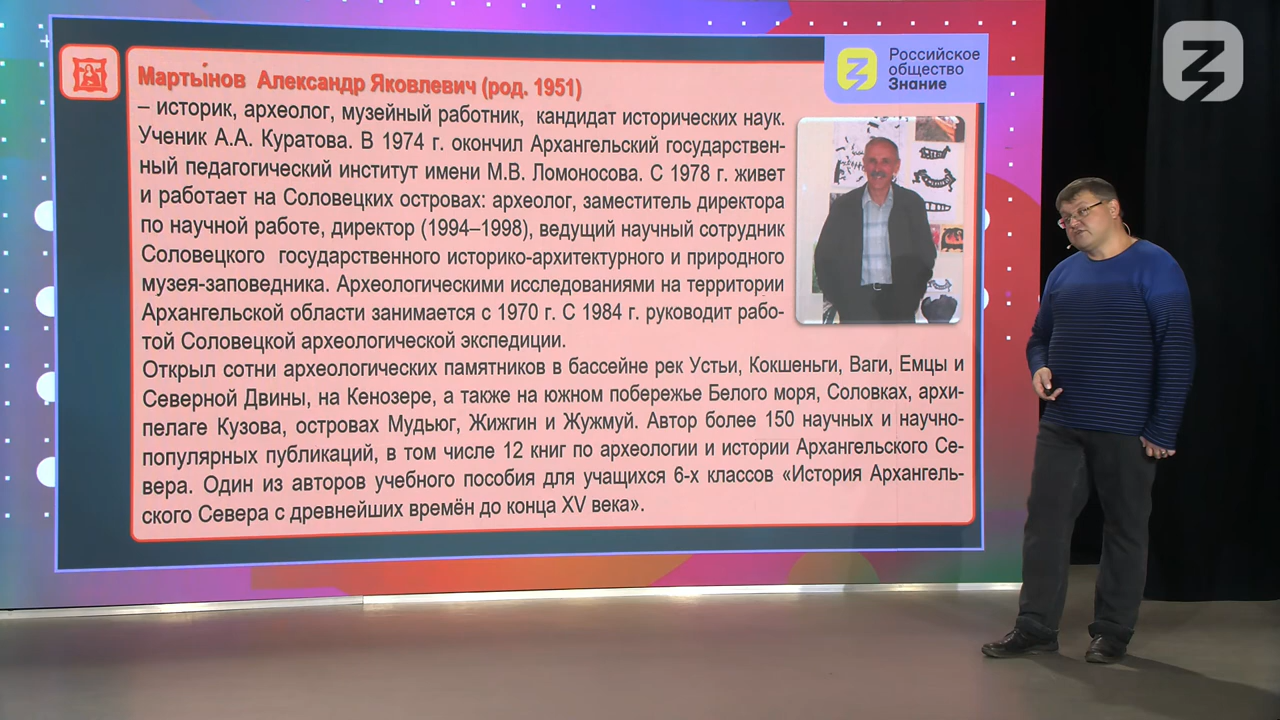 Марты́нов Александр Яковлевич (род. 1951)
– историк, археолог, музейный работник, кандидат исторических наук.
Ученик А.А. Куратова. В 1974 г. окончил Архангельский государствен-
ный педагогический институт имени М.В. Ломоносова. С 1978 г. живет
и работает на Соловецких островах: археолог, заместитель директора
по научной работе, директор (1994–1998), ведущий научный сотрудник
Соловецкого государственного историко-архитектурного и природного
музея-заповедника. Археологическими исследованиями на территории
Архангельской области занимается с 1970 г. С 1984 г. руководит рабо-
той Соловецкой археологической экспедиции.
Открыл сотни археологических памятников в бассейне рек Устьи, Кокшеньги, Ваги, Емцы и
Северной Двины, на Кенозере, а также на южном побережье Белого моря, Соловках, архи-
пелаге Кузова, островах Мудьюг, Жижгин и Жужмуй. Автор более 150 научных и научно-
популярных публикаций, в том числе 12 книг по археологии и истории Архангельского Се-
вера. Один из авторов учебного пособия для учащихся 6-х классов «История Архангель-
ского Севера с древнейших времён до конца XV века».
Российское
общество
Знание